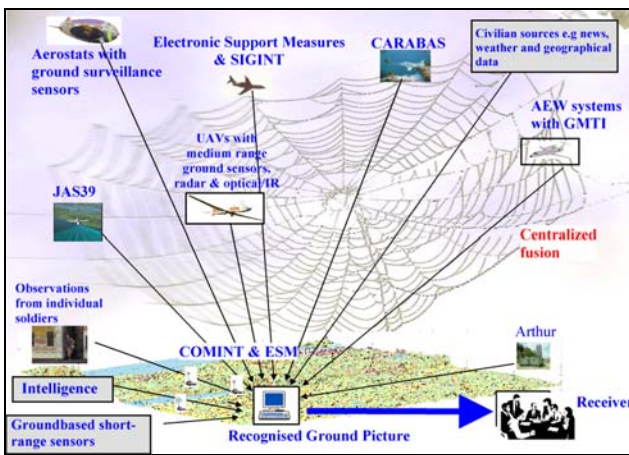 Aerostats with
ground surveillance
sensors
Electronic Support Measures
& SIGINT
CARABAS
Civilian sources e.g news,
weather and geographical
data
AEW systems
with GMTI
UAVs with
medium range
ground sensors,
radar & optical/IR
JAS39
Centralized
fusion
Observations
from individual
soldiers
COMINT & ESM
Arthur
Intelligence
Groundbased short-
range sensors
Recognised Ground Picture
Receiver